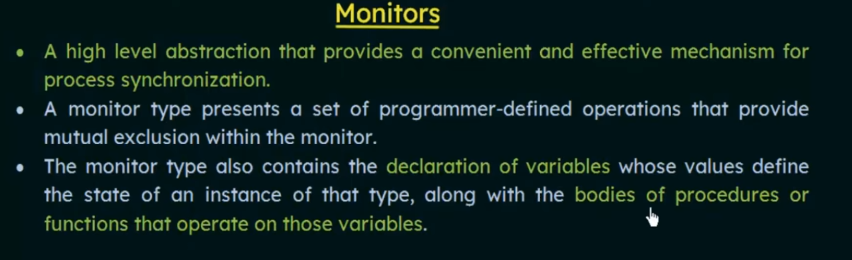 Monitors
• A high level abstraction that provides a convenient and effective mechanism for
process synchronization.
• A monitor type presents a set of programmer-defined operations that provide
mutual exclusion within the monitor.
• The monitor type also contains the declaration of variables whose values define
the state of an instance of that type, along with the bodies of procedures or
functions that operate on those variables.